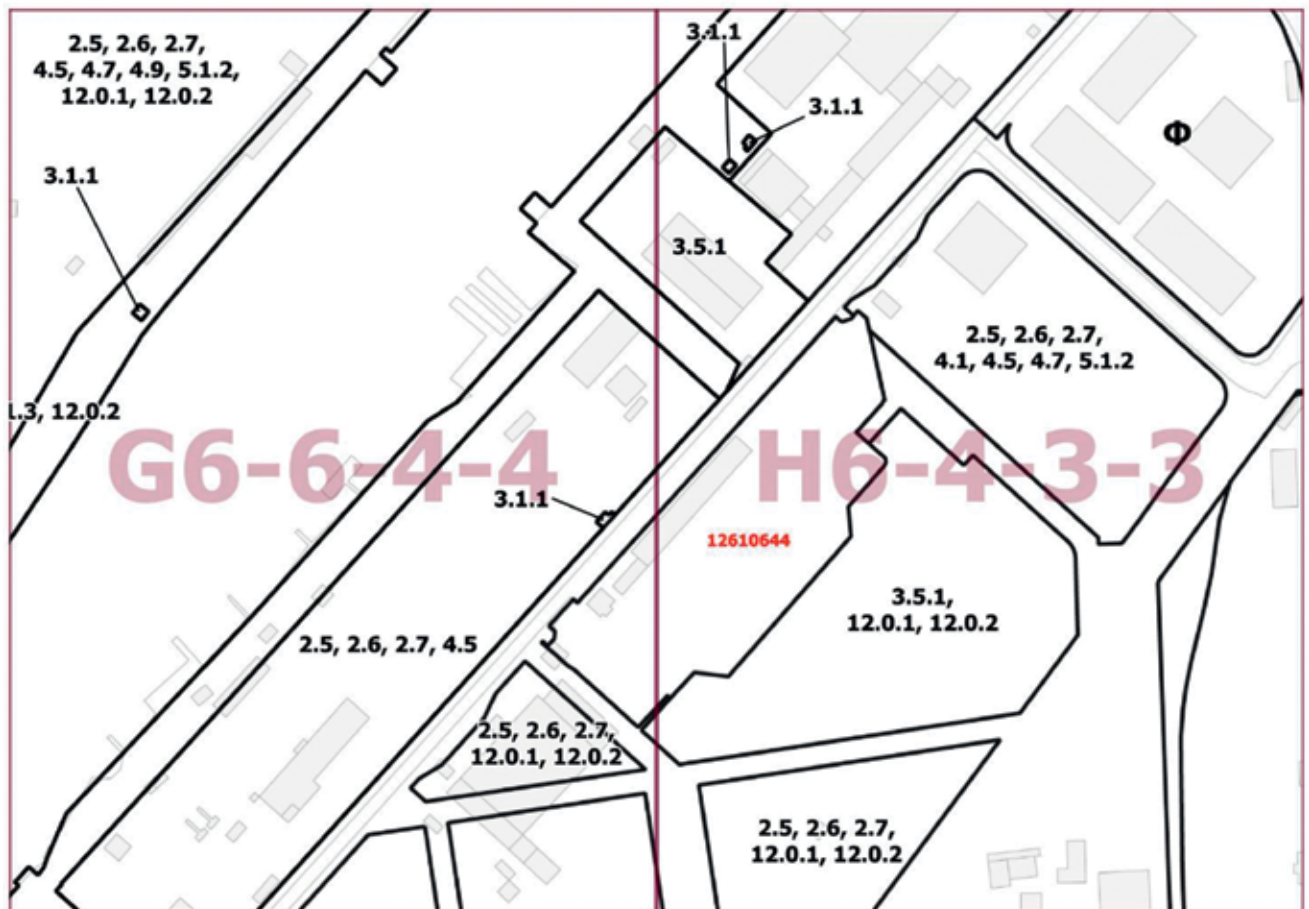 2.5, 2.6, 2.7,
4.5, 4.7, 4.9, 5.1.2,
12.0.1, 12.0.2
3.1.1
3.1.1
3.1.1
Ф
3.5.1
2.5, 2.6, 2.7,
4.1, 4.5, 4.7, 5.1.2
1.3, 12.0.2
G6-6-4-4
H6-4-3-3
3.1.1
12610644
3.5.1,
12.0.1, 12.0.2
2.5, 2.6, 2.7, 4.5
2.5, 2.6, 2.7,
12.0.1, 12.0.2
2.5, 2.6, 2.7,
12.0.1, 12.0.2